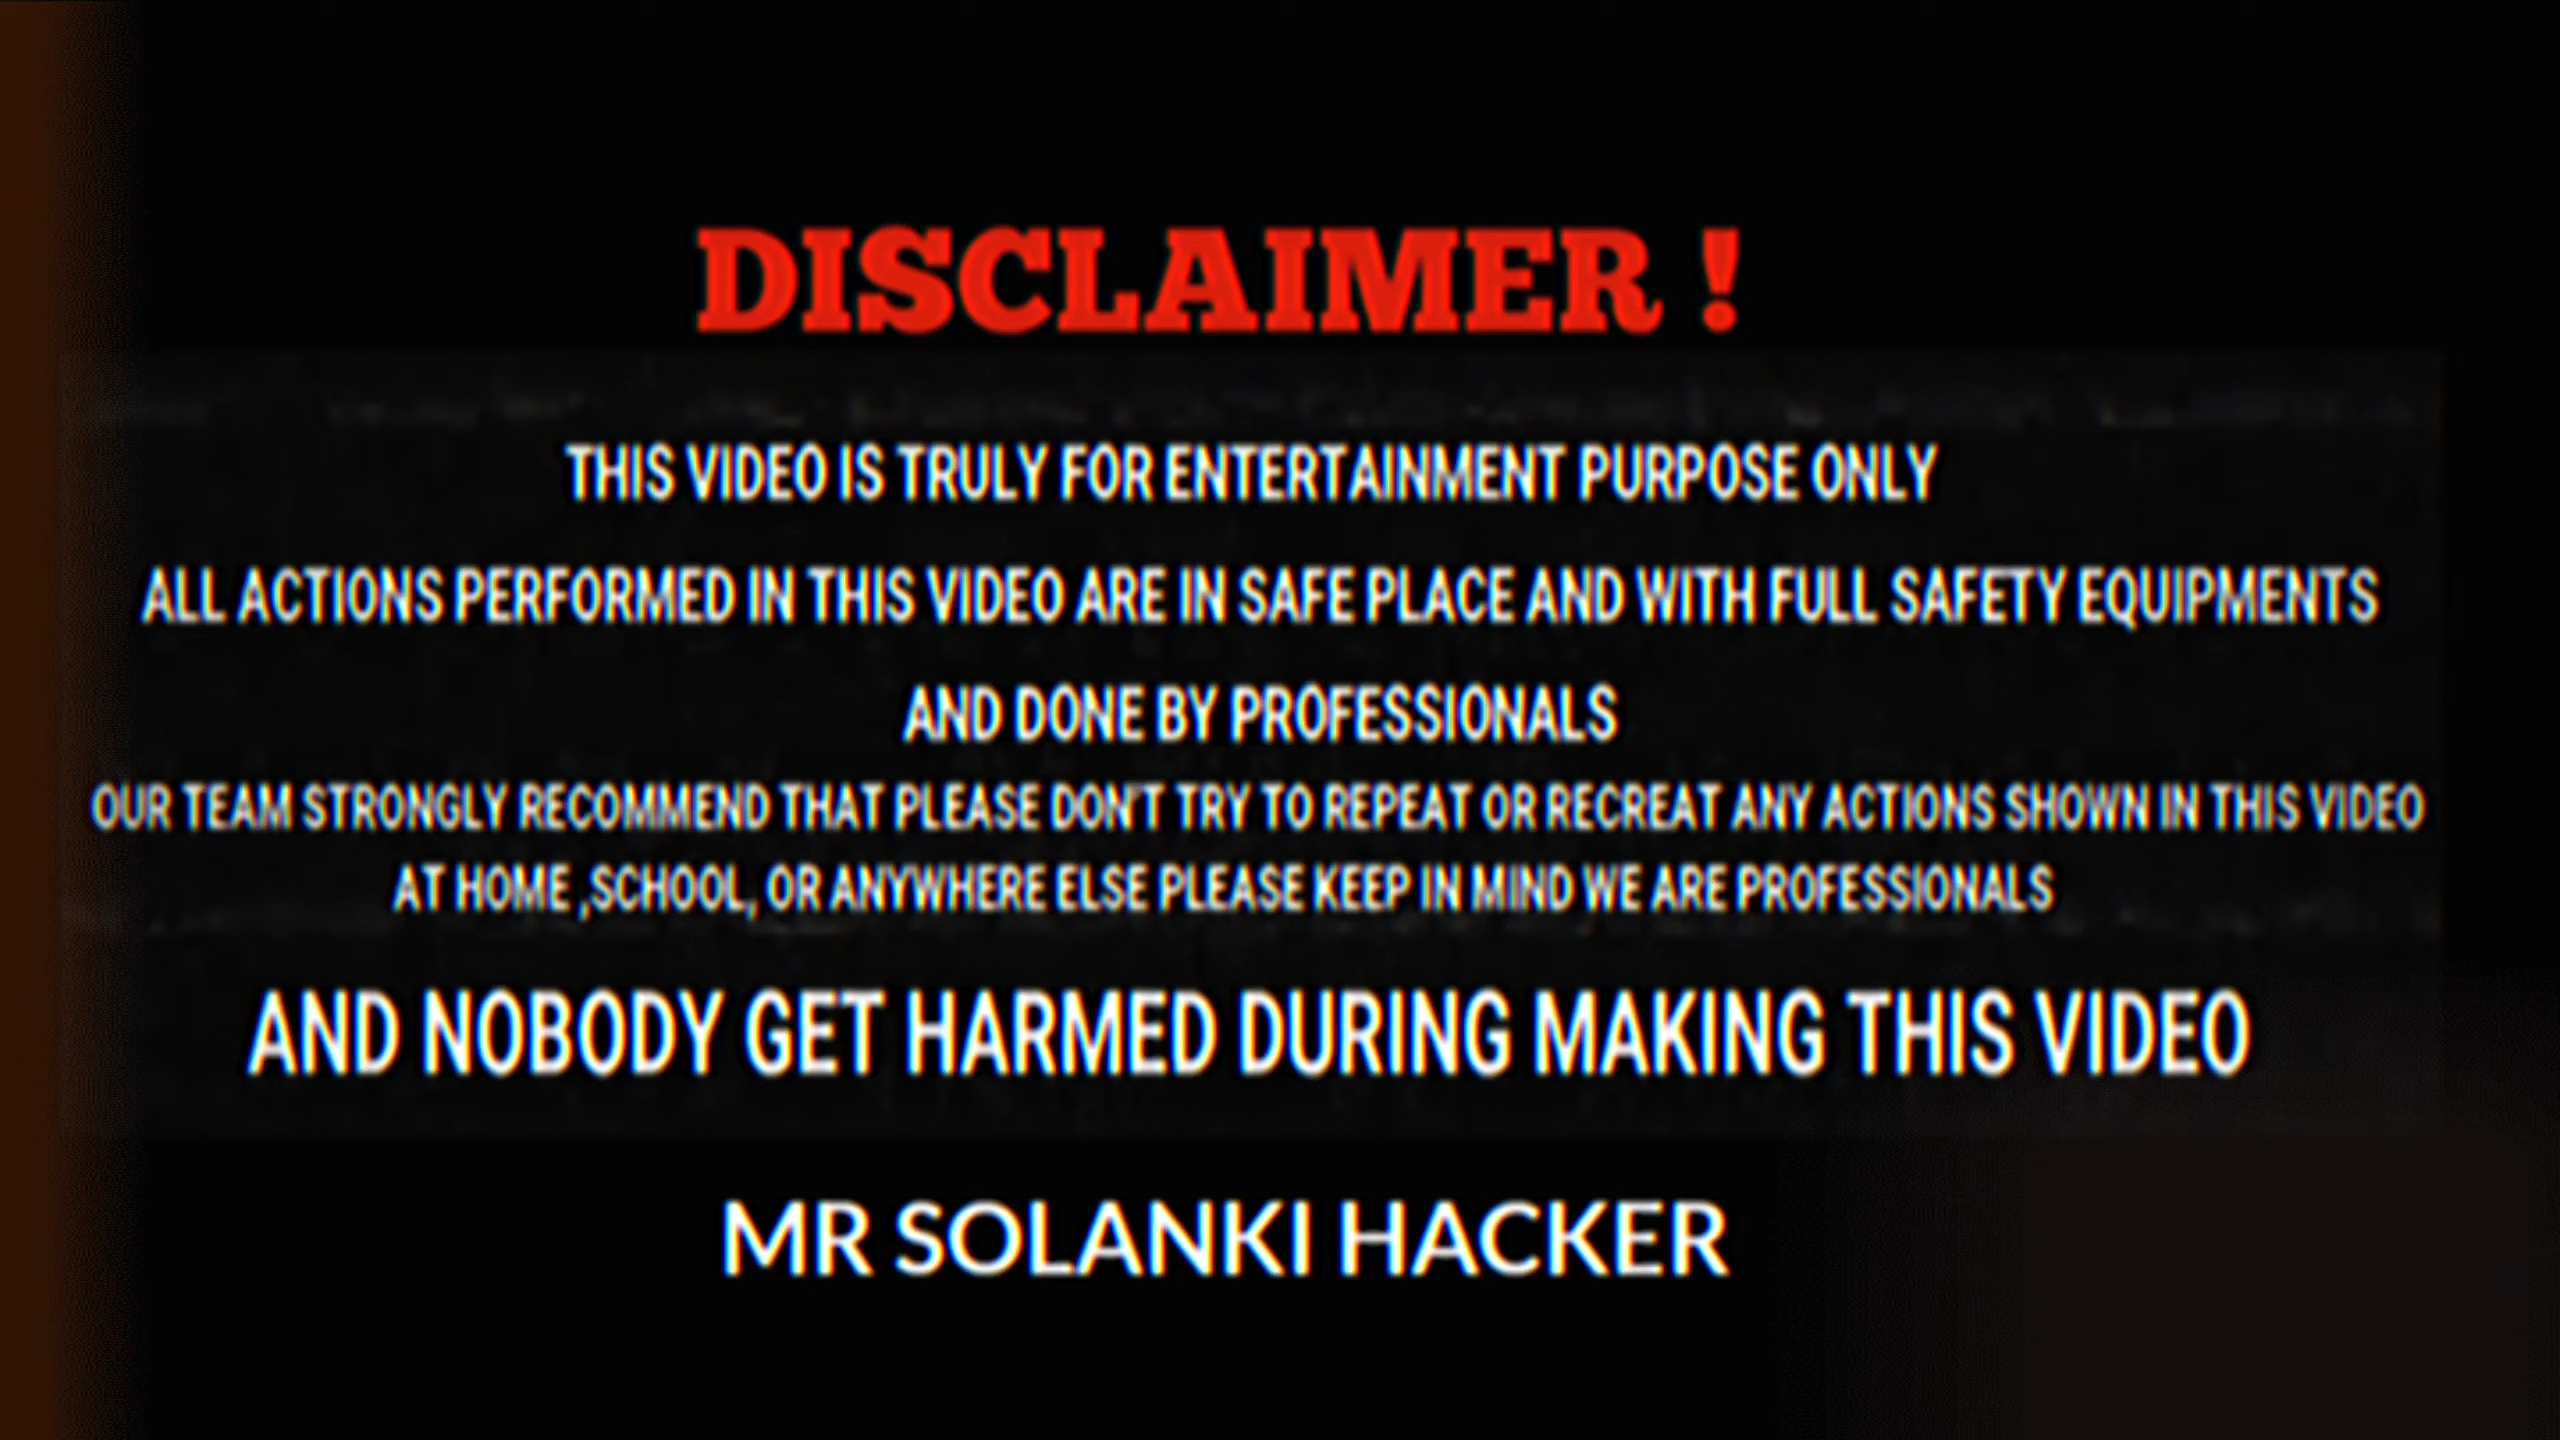 DISCLAIMER !
THIS VIDEO IS TRULY FOR ENTERTAINMENT PURPOSE ONLY
ALL ACTIONS PERFORMED IN THIS VIDEO ARE IN SAFE PLACE AND WITH FULL SAFETY EQUIPMENTS
AND DONE BY PROFESSIONALS
OUR TEAM STRONGLY RECOMMEND THAT PLEASE DON'T TRY TO REPEAT OR RECREAT ANY ACTIONS SHOWN IN THIS VIDEO
AT HOME ,SCHOOL, OR ANYWHERE ELSE PLEASE KEEP IN MIND WE ARE PROFESSIONALS
AND NOBODY GET HARMED DURING MAKING THIS VIDEO
MR SOLANKI HACKER